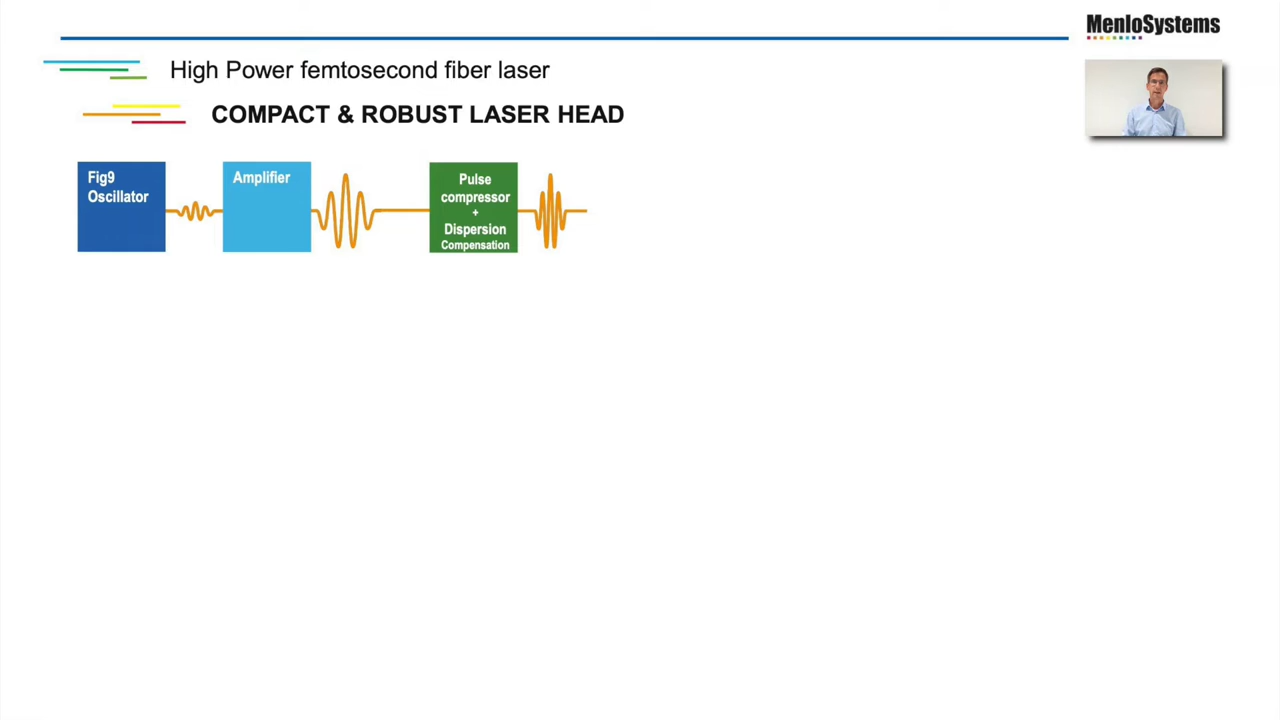 MenloSystems
High Power femtosecond fiber laser
COMPACT & ROBUST LASER HEAD
Fig9
Oscillator
Amplifier
Pulse
compressor
+
Dispersion
Compensation